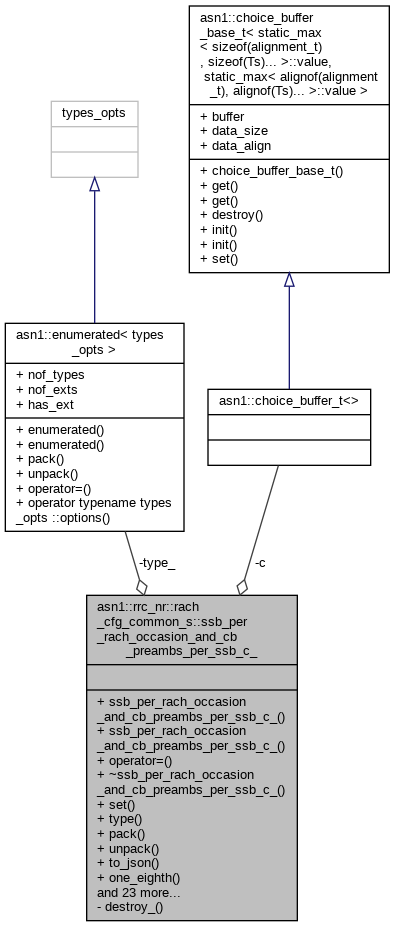 asn1::choice_buffer
_base_t< static_max
< sizeof(alignment_t)
, sizeof(Ts)... >::value,
static_max< alignof(alignment
_t), alignof(Ts)... >::value >
+ buffer
+ data_size
+ data_align
+ choice_buffer_base_t()
+ get()
+ get()
+ destroy()
+ init()
+ init()
+ set()
types_opts
asn1::enumerated< types
_opts >
+ nof_types
+ nof_exts
+ has_ext
+ enumerated()
+ enumerated()
+ pack()
+ unpack()
+ operator=()
+ operator typename types
_opts ::options()
asn1::choice_buffer_t<>
-type_
-c
asn1::rrc_nr::rach
_cfg_common_s::ssb_per
_rach_occasion_and_cb
_preambs_per_ssb_c_
+ ssb_per_rach_occasion
_and_cb_preambs_per_ssb_c_()
+ ssb_per_rach_occasion
_and_cb_preambs_per_ssb_c_()
+ operator=()
+ ~ssb_per_rach_occasion
_and_cb_preambs_per_ssb_c_()
+ set()
+ type()
+ pack()
+ unpack()
+ to_json()
+ one_eighth()
and 23 more...
- destroy_()